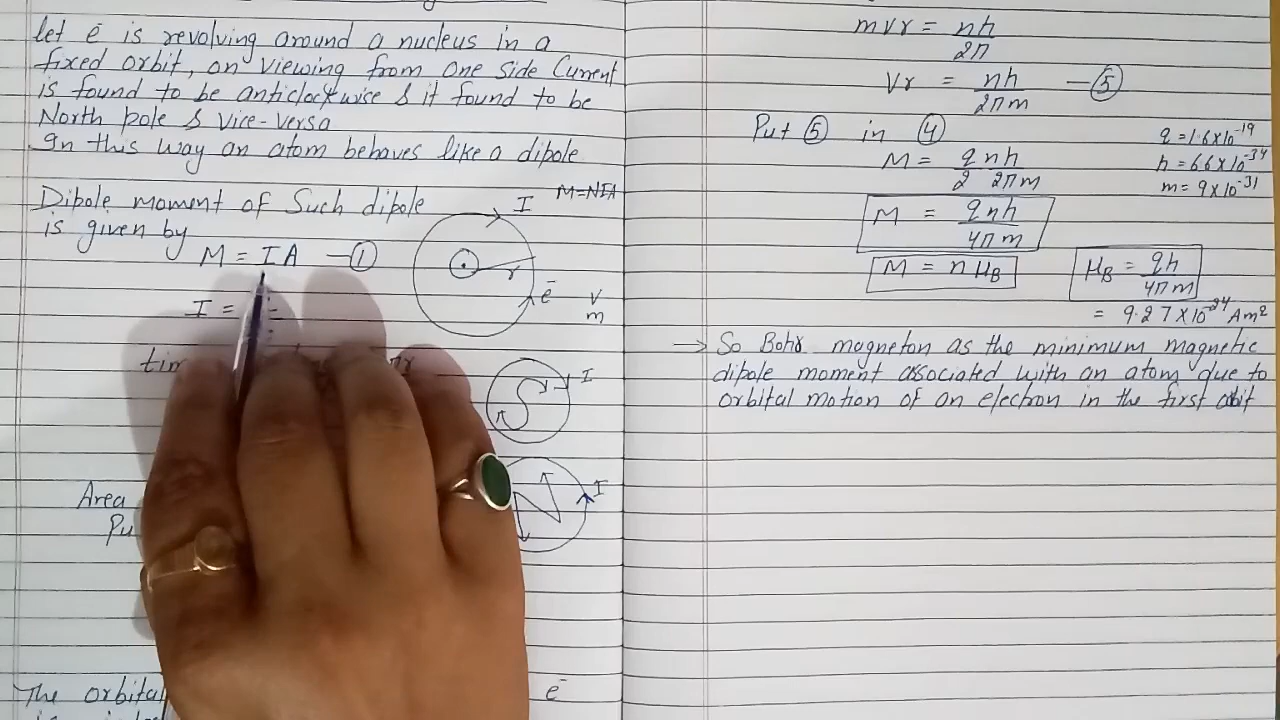 let ē is revolving around a nucleus in a
fixed orbit, on viewing from one side Current
is found to be anticlockwise & it found to be
North pole & vice-versa
In this way an atom behaves like a dipole
Dipole moment of Such dipole
is given by
M = IA —①
M=NIA
I
r
ē
v
m
I =
tim
I
S
Area
Pu
I
N
The orbital
ē
mvr = nh
2π
Vr = nh —⑤
2πm
Put ⑤ in ④
M = q nh
2 2πm
q = 1.6×10⁻¹⁹
h = 6.6×10⁻³⁴
m = 9×10⁻³¹
M = qnh
4πm
M = n μB
μB = qh
4πm
= 9.27×10⁻²⁴ Am²
→ So Bohr magneton as the minimum magnetic
dipole moment associated with an atom due to
orbital motion of an electron in the first orbit